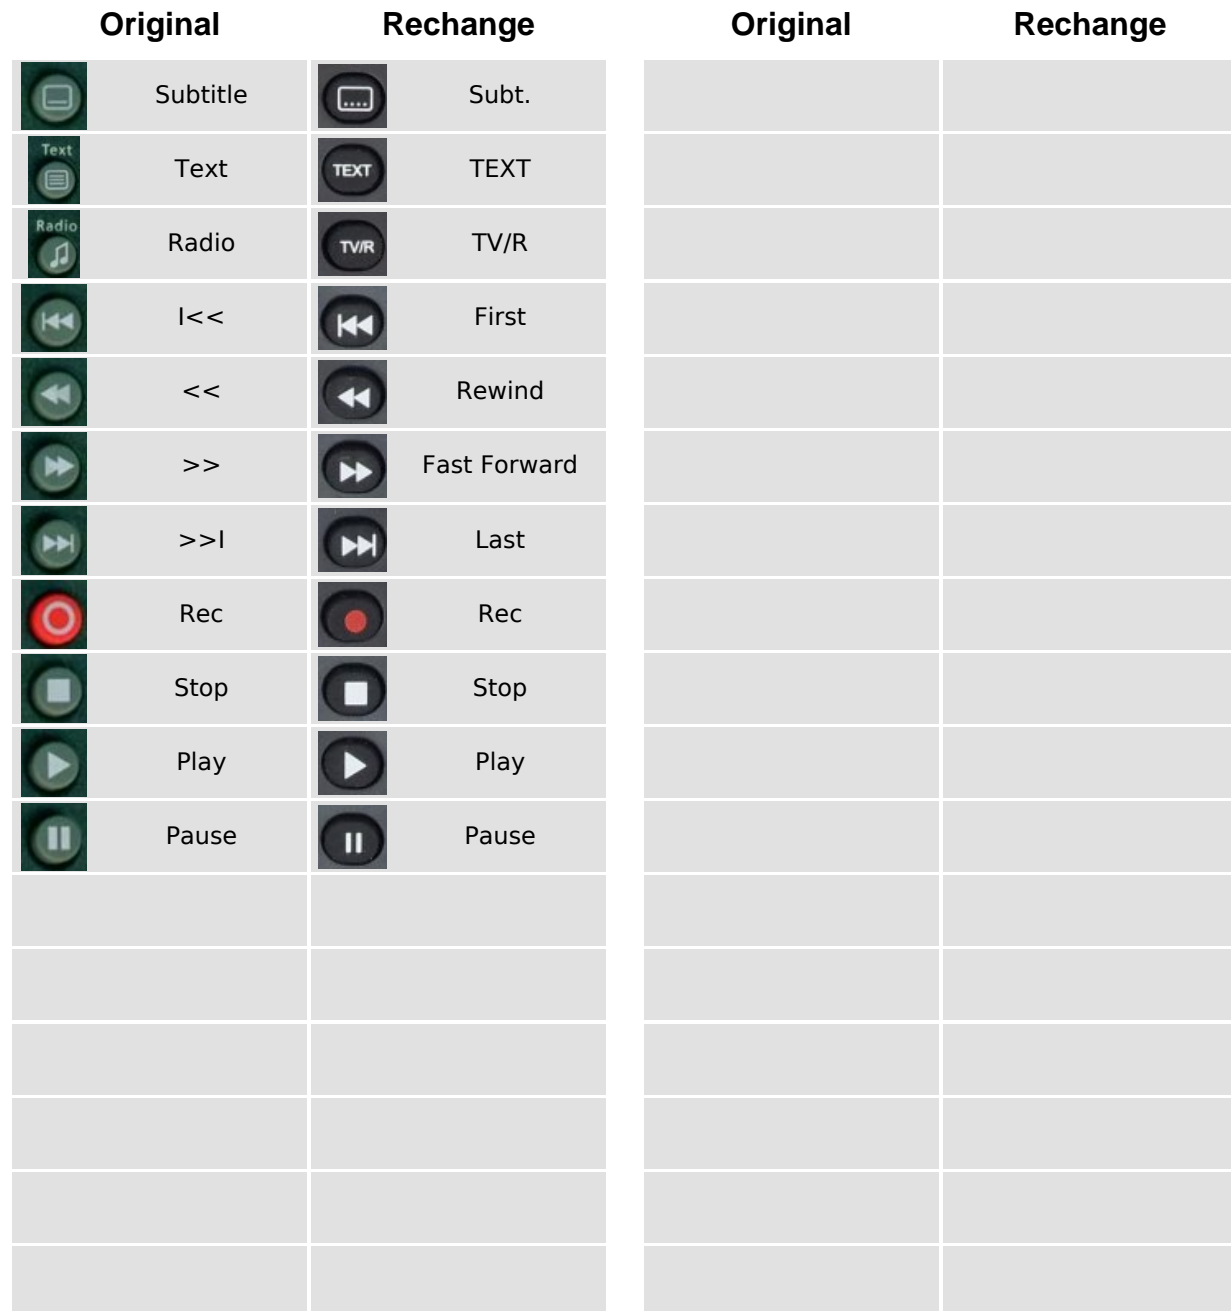 Original Rechange Original Rechange
Subtitle Subt.
Text Text TEXT TEXT
Radio Radio TV/R TV/R
I<< First
<< Rewind
>> Fast Forward
>>I Last
Rec Rec
Stop Stop
Play Play
Pause Pause